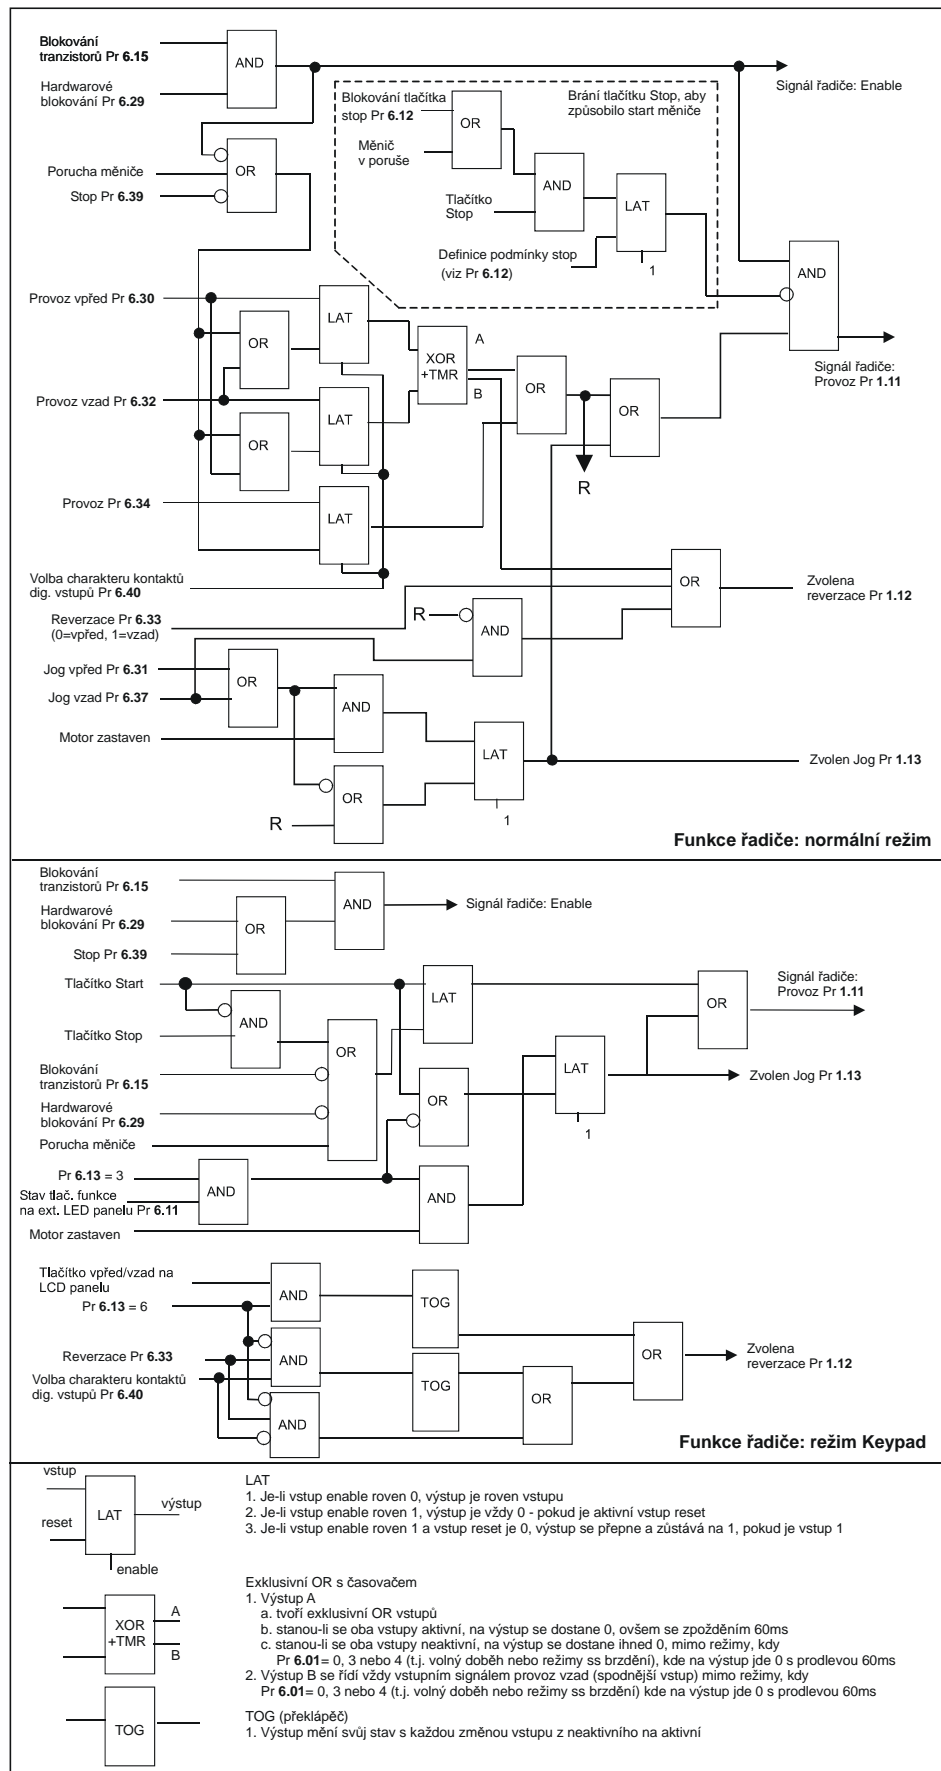 Blokování
tranzistorů Pr 6.15
AND
Hardwarové
blokování Pr 6.29
Signál řadiče: Enable
Blokování tlačítka
stop Pr 6.12
OR
Brání tlačítku Stop, aby
způsobilo start měniče
Měnič
v poruše
Porucha měniče
OR
Stop Pr 6.39
AND
Tlačítko
Stop
LAT
Definice podmínky stop
(viz Pr 6.12)
1
AND
Provoz vpřed Pr 6.30
LAT
OR
XOR
+TMR
A
B
Signál řadiče:
Provoz Pr 1.11
OR
OR
Provoz vzad Pr 6.32
LAT
OR
R
Provoz Pr 6.34
LAT
Volba charakteru kontaktů
dig. vstupů Pr 6.40
OR
Zvolena
reverzace Pr 1.12
Reverzace Pr 6.33
(0=vpřed, 1=vzad)
R
AND
Jog vpřed Pr 6.31
OR
Jog vzad Pr 6.37
AND
Motor zastaven
LAT
Zvolen Jog Pr 1.13
OR
R
1
Funkce řadiče: normální režim
Blokování
tranzistorů Pr 6.15
AND
Signál řadiče: Enable
Hardwarové
blokování Pr 6.29
OR
Stop Pr 6.39
Tlačítko Start
LAT
Signál řadiče:
Provoz Pr 1.11
OR
AND
Tlačítko Stop
OR
Blokování
tranzistorů Pr 6.15
LAT
Zvolen Jog Pr 1.13
OR
Hardwarové
blokování Pr 6.29
1
Porucha měniče
Pr 6.13 = 3
AND
AND
Stav tlač. funkce
na ext. LED panelu Pr 6.11
Motor zastaven
Tlačítko vpřed/vzad na
LCD panelu
AND
TOG
Pr 6.13 = 6
Reverzace Pr 6.33
AND
OR
Zvolena
reverzace Pr 1.12
Volba charakteru kontaktů
dig. vstupů Pr 6.40
TOG
OR
AND
Funkce řadiče: režim Keypad
vstup
LAT
výstup
reset
enable
LAT
1. Je-li vstup enable roven 0, výstup je roven vstupu
2. Je-li vstup enable roven 1, výstup je vždy 0 - pokud je aktivní vstup reset
3. Je-li vstup enable roven 1 a vstup reset je 0, výstup se přepne a zůstává na 1, pokud je vstup 1
XOR
+TMR
A
B
Exklusivní OR s časovačem
1. Výstup A
a. tvoří exklusivní OR vstupů
b. stanou-li se oba vstupy aktivní, na výstup se dostane 0, ovšem se zpožděním 60ms
c. stanou-li se oba vstupy neaktivní, na výstup se dostane ihned 0, mimo režimy, kdy
Pr 6.01= 0, 3 nebo 4 (t.j. volný doběh nebo režimy ss brzdění), kde na výstup jde 0 s prodlevou 60ms
2. Výstup B se řídí vždy vstupním signálem provoz vzad (spodnější vstup) mimo režimy, kdy
Pr 6.01= 0, 3 nebo 4 (t.j. volný doběh nebo režimy ss brzdění) kde na výstup jde 0 s prodlevou 60ms
TOG
TOG (překlápěč)
1. Výstup mění svůj stav s každou změnou vstupu z neaktivního na aktivní